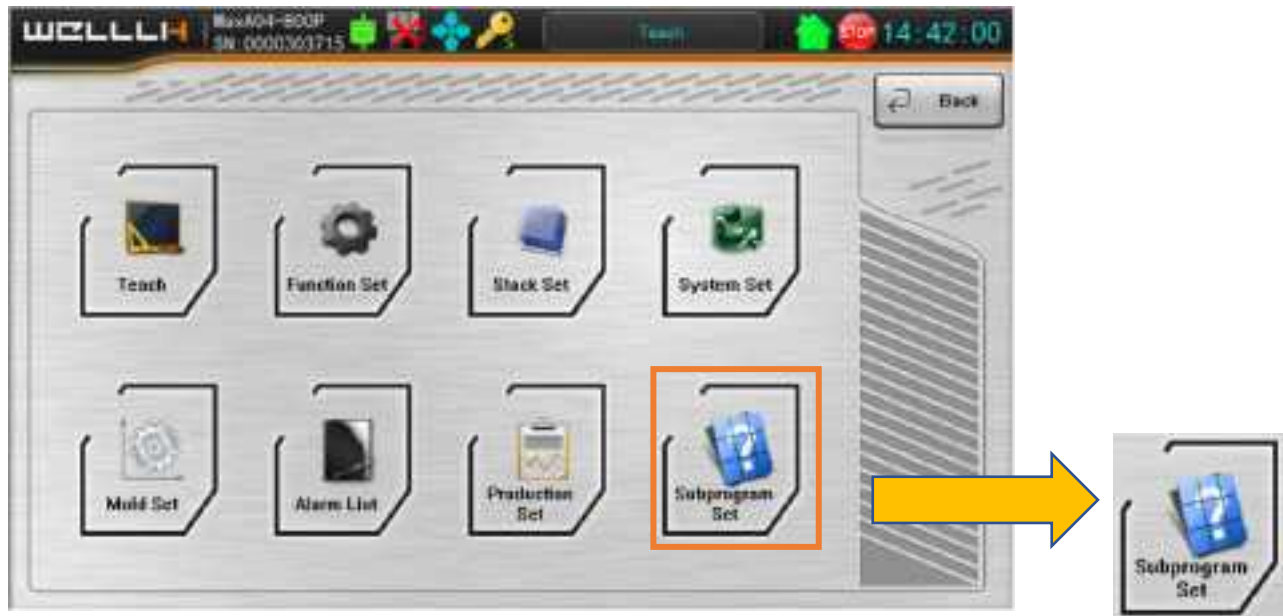 WELLLIH
MaxA04-800P
SN:0000303715
Teach
STOP
14:42:00
Back
Teach
Function Set
Stack Set
System Set
Mold Set
Alarm List
Production
Set
Subprogram
Set
Subprogram
Set